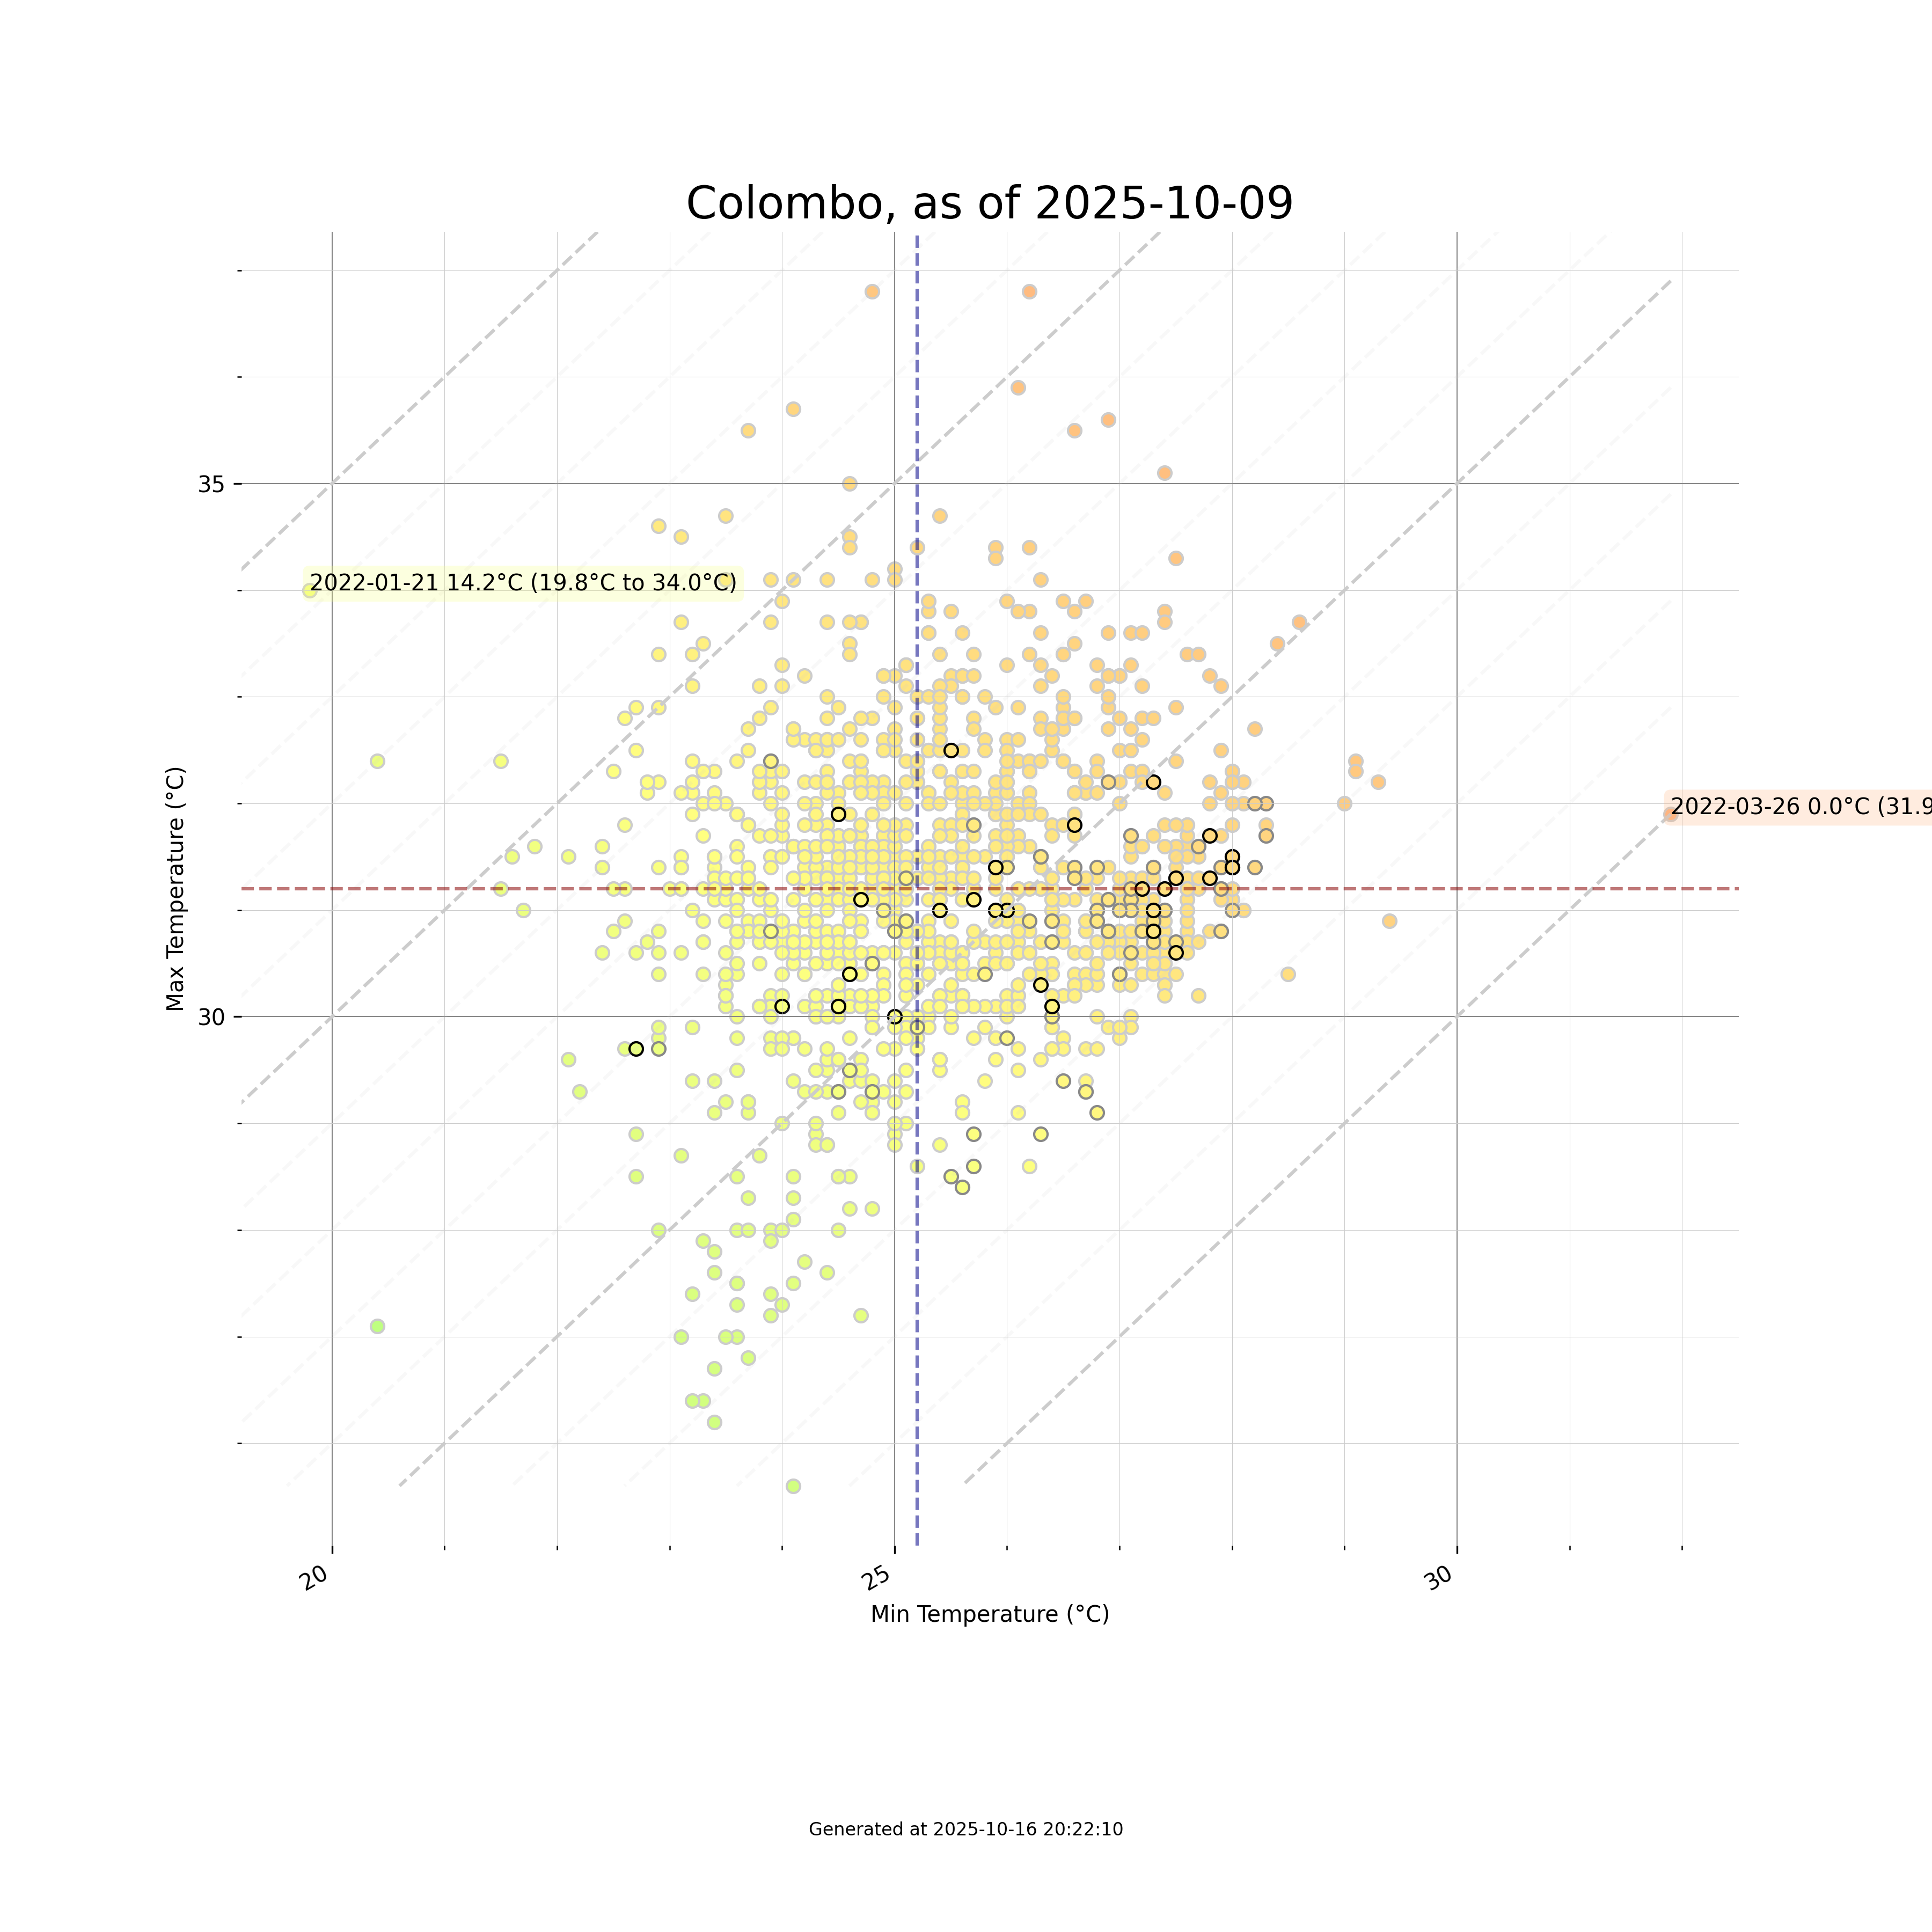 Colombo, as of 2025-10-09
35
2022-01-21 14.2°C (19.8°C to 34.0°C)
2022-03-26 0.0°C (31.9
Max Temperature (°C)
30
20
25
30
Min Temperature (°C)
Generated at 2025-10-16 20:22:10